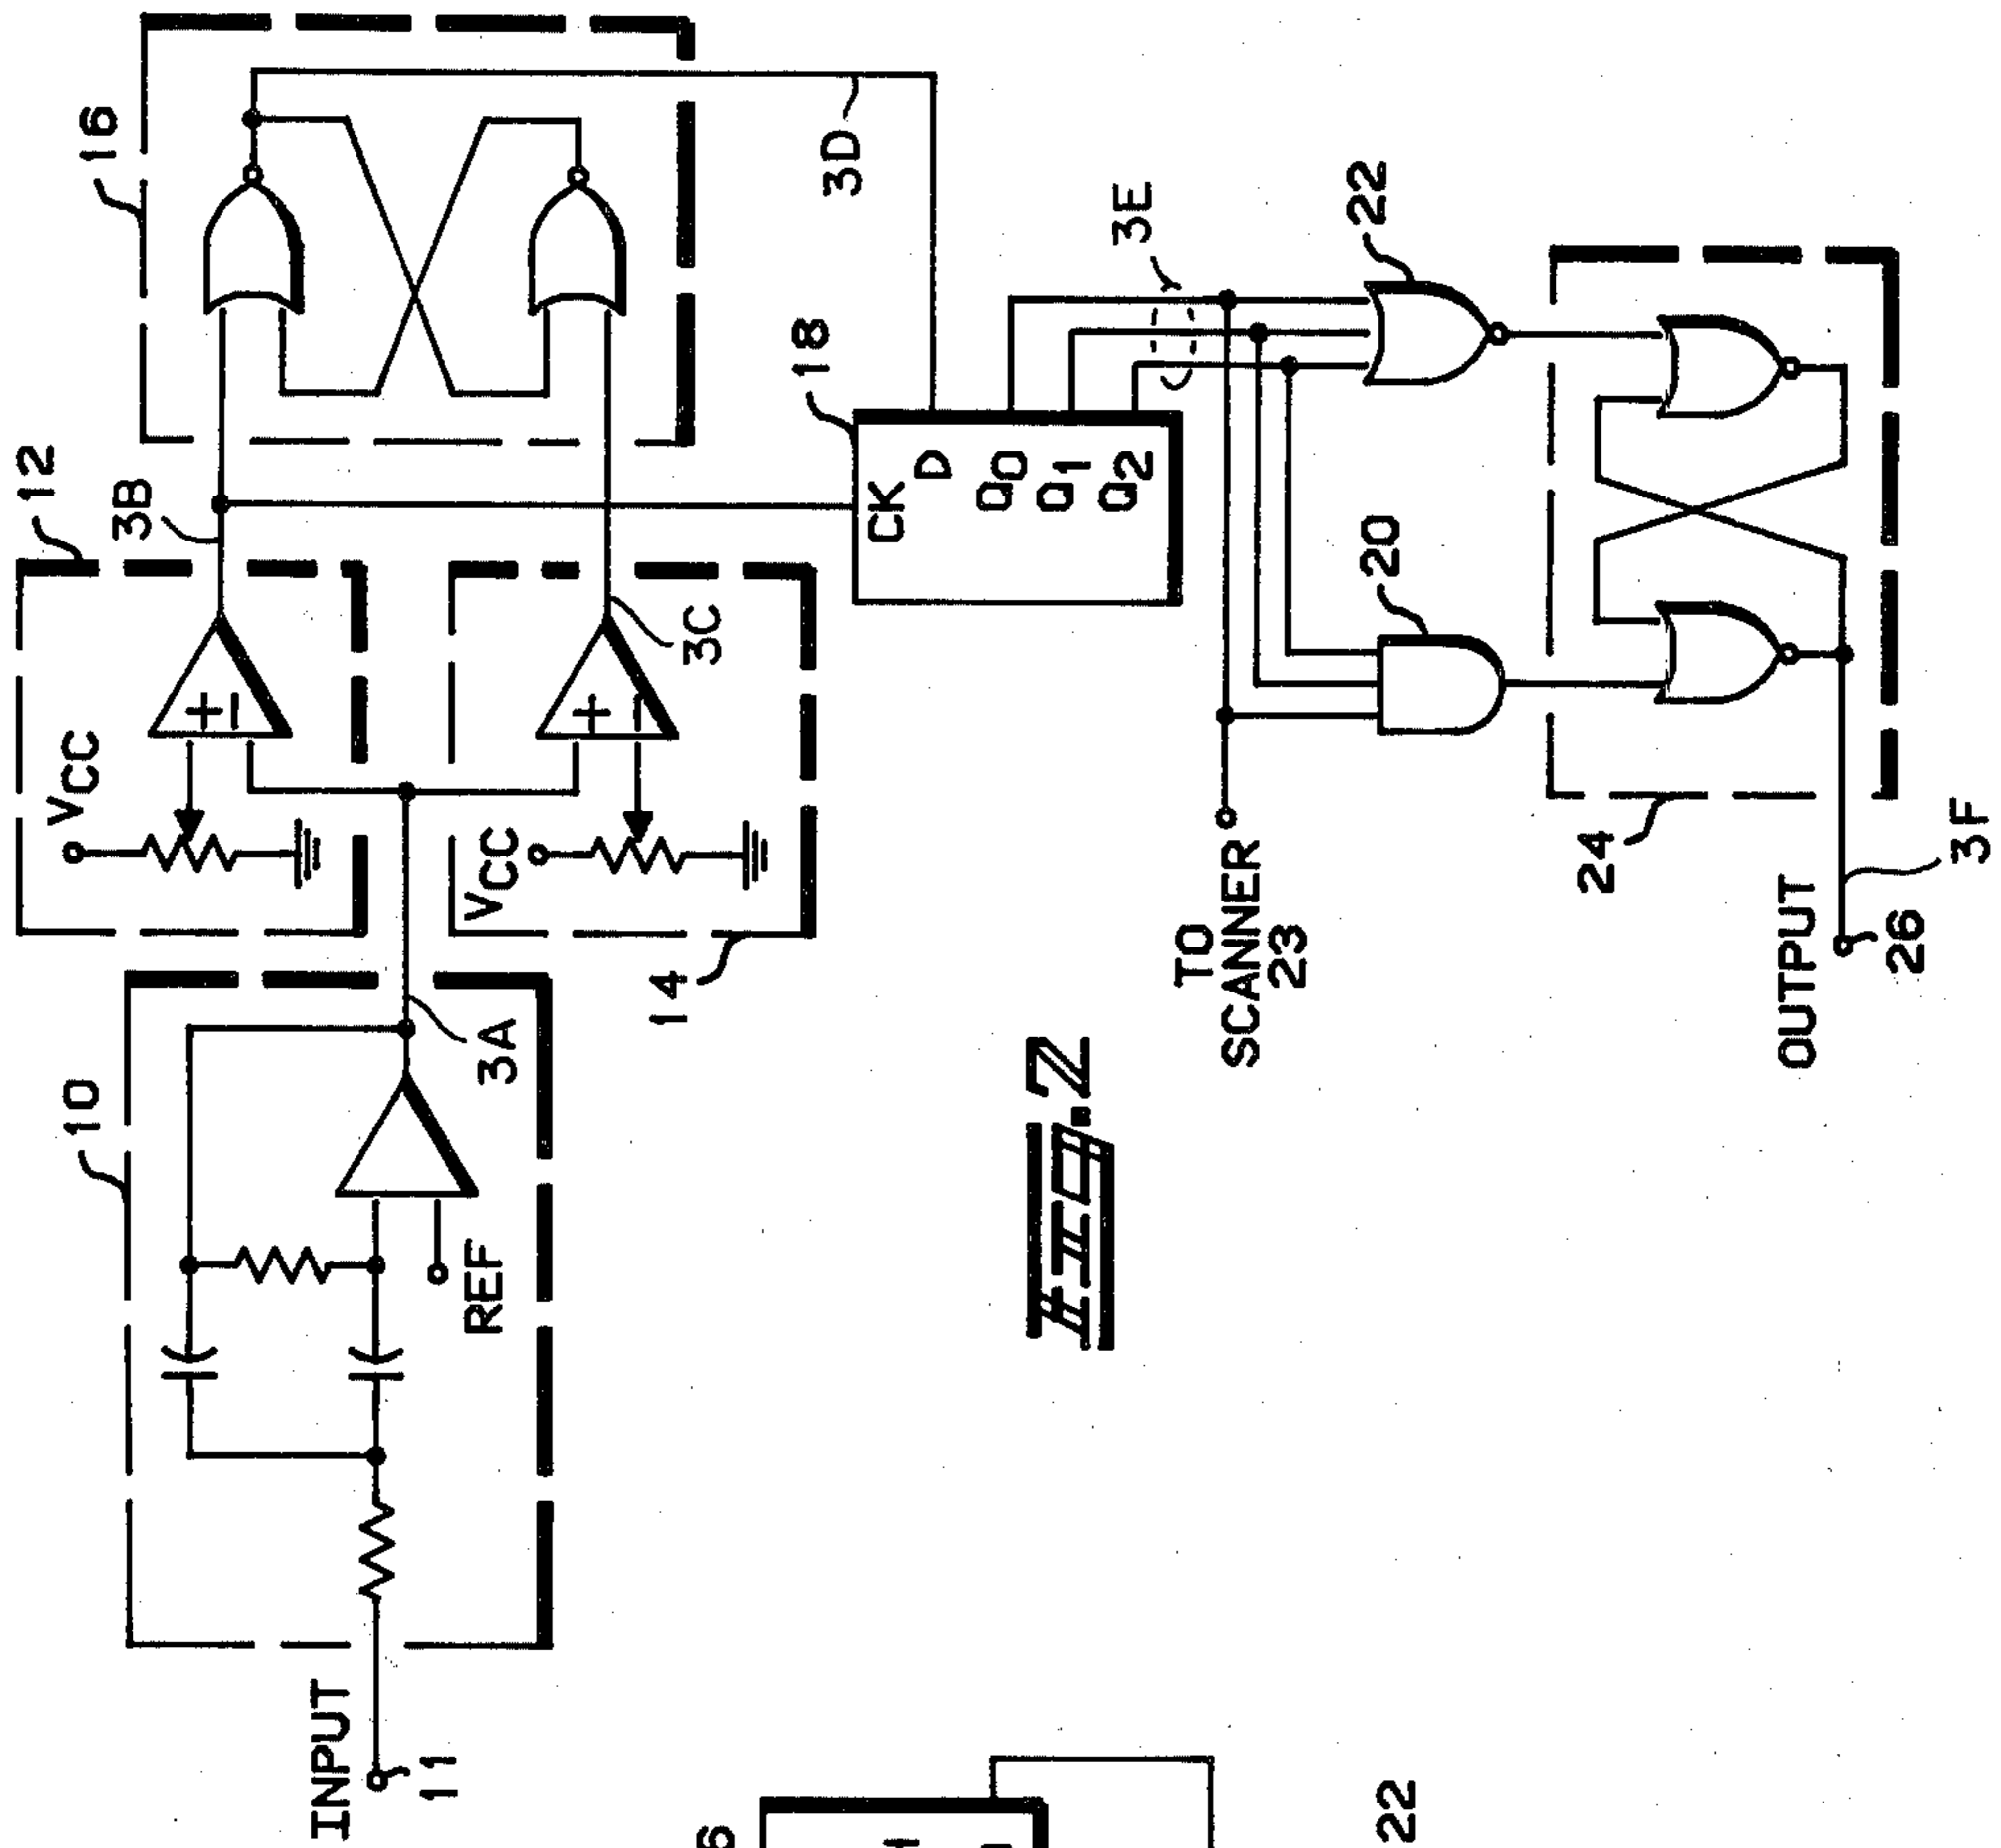 INPUT
11
10
REF
3A
12
VCC
3B
14
VCC
3C
16
3D
18
CK
D
Q0
Q1
Q2
3E
TO
SCANNER
23
20
22
24
OUTPUT
26
3F
FIG.2
22